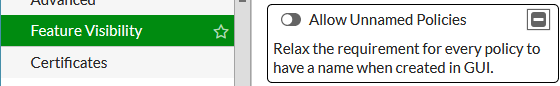 Advanced
Feature Visibility
Certificates
Allow Unnamed Policies
Relax the requirement for every policy to
have a name when created in GUI.